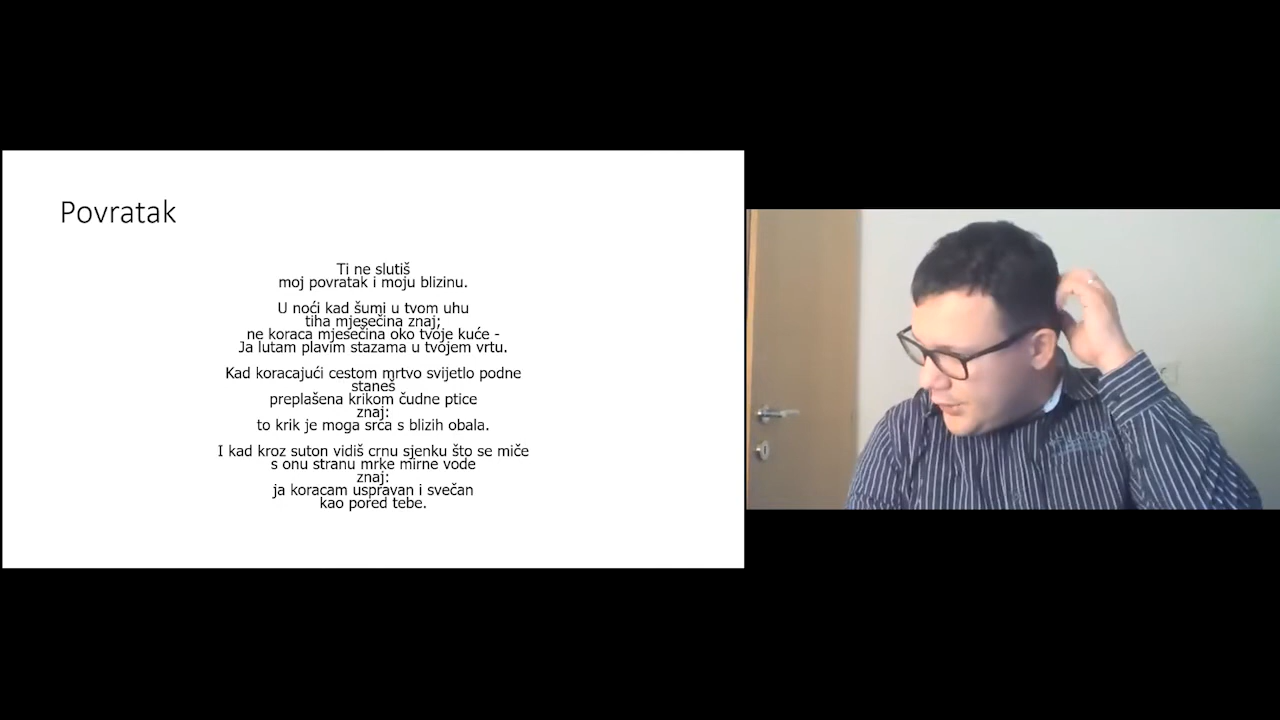 Povratak
Ti ne slutiš
moj povratak i moju blizinu.
U noći kad šumi u tvom uhu
tiha mjesečina znaj;
ne koraca mjesečina oko tvoje kuće -
Ja lutam plavim stazama u tvojem vrtu.
Kad koracajući cestom mrtvo svijetlo podne
staneš
preplašena krikom čudne ptice
znaj:
to krik je moga srca s blizih obala.
I kad kroz suton vidiš crnu sjenku što se miče
s onu stranu mrke mirne vode
znaj:
ja koracam uspravan i svečan
kao pored tebe.